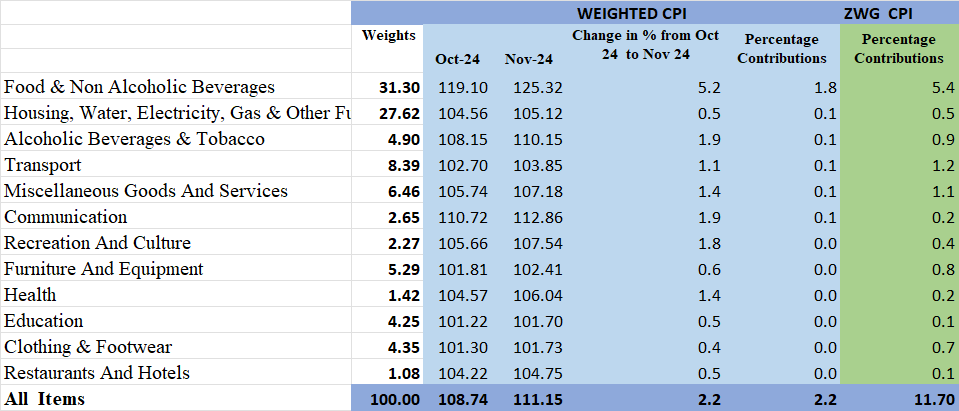 WEIGHTED CPI ZWG CPI
Weights Oct-24 Nov-24 Change in % from Oct 24 to Nov 24 Percentage Contributions Percentage Contributions
Food & Non Alcoholic Beverages 31.30 119.10 125.32 5.2 1.8 5.4
Housing, Water, Electricity, Gas & Other Fu 27.62 104.56 105.12 0.5 0.1 0.5
Alcoholic Beverages & Tobacco 4.90 108.15 110.15 1.9 0.1 0.9
Transport 8.39 102.70 103.85 1.1 0.1 1.2
Miscellaneous Goods And Services 6.46 105.74 107.18 1.4 0.1 1.1
Communication 2.65 110.72 112.86 1.9 0.1 0.2
Recreation And Culture 2.27 105.66 107.54 1.8 0.0 0.4
Furniture And Equipment 5.29 101.81 102.41 0.6 0.0 0.8
Health 1.42 104.57 106.04 1.4 0.0 0.2
Education 4.25 101.22 101.70 0.5 0.0 0.1
Clothing & Footwear 4.35 101.30 101.73 0.4 0.0 0.7
Restaurants And Hotels 1.08 104.22 104.75 0.5 0.0 0.1
All Items 100.00 108.74 111.15 2.2 2.2 11.70